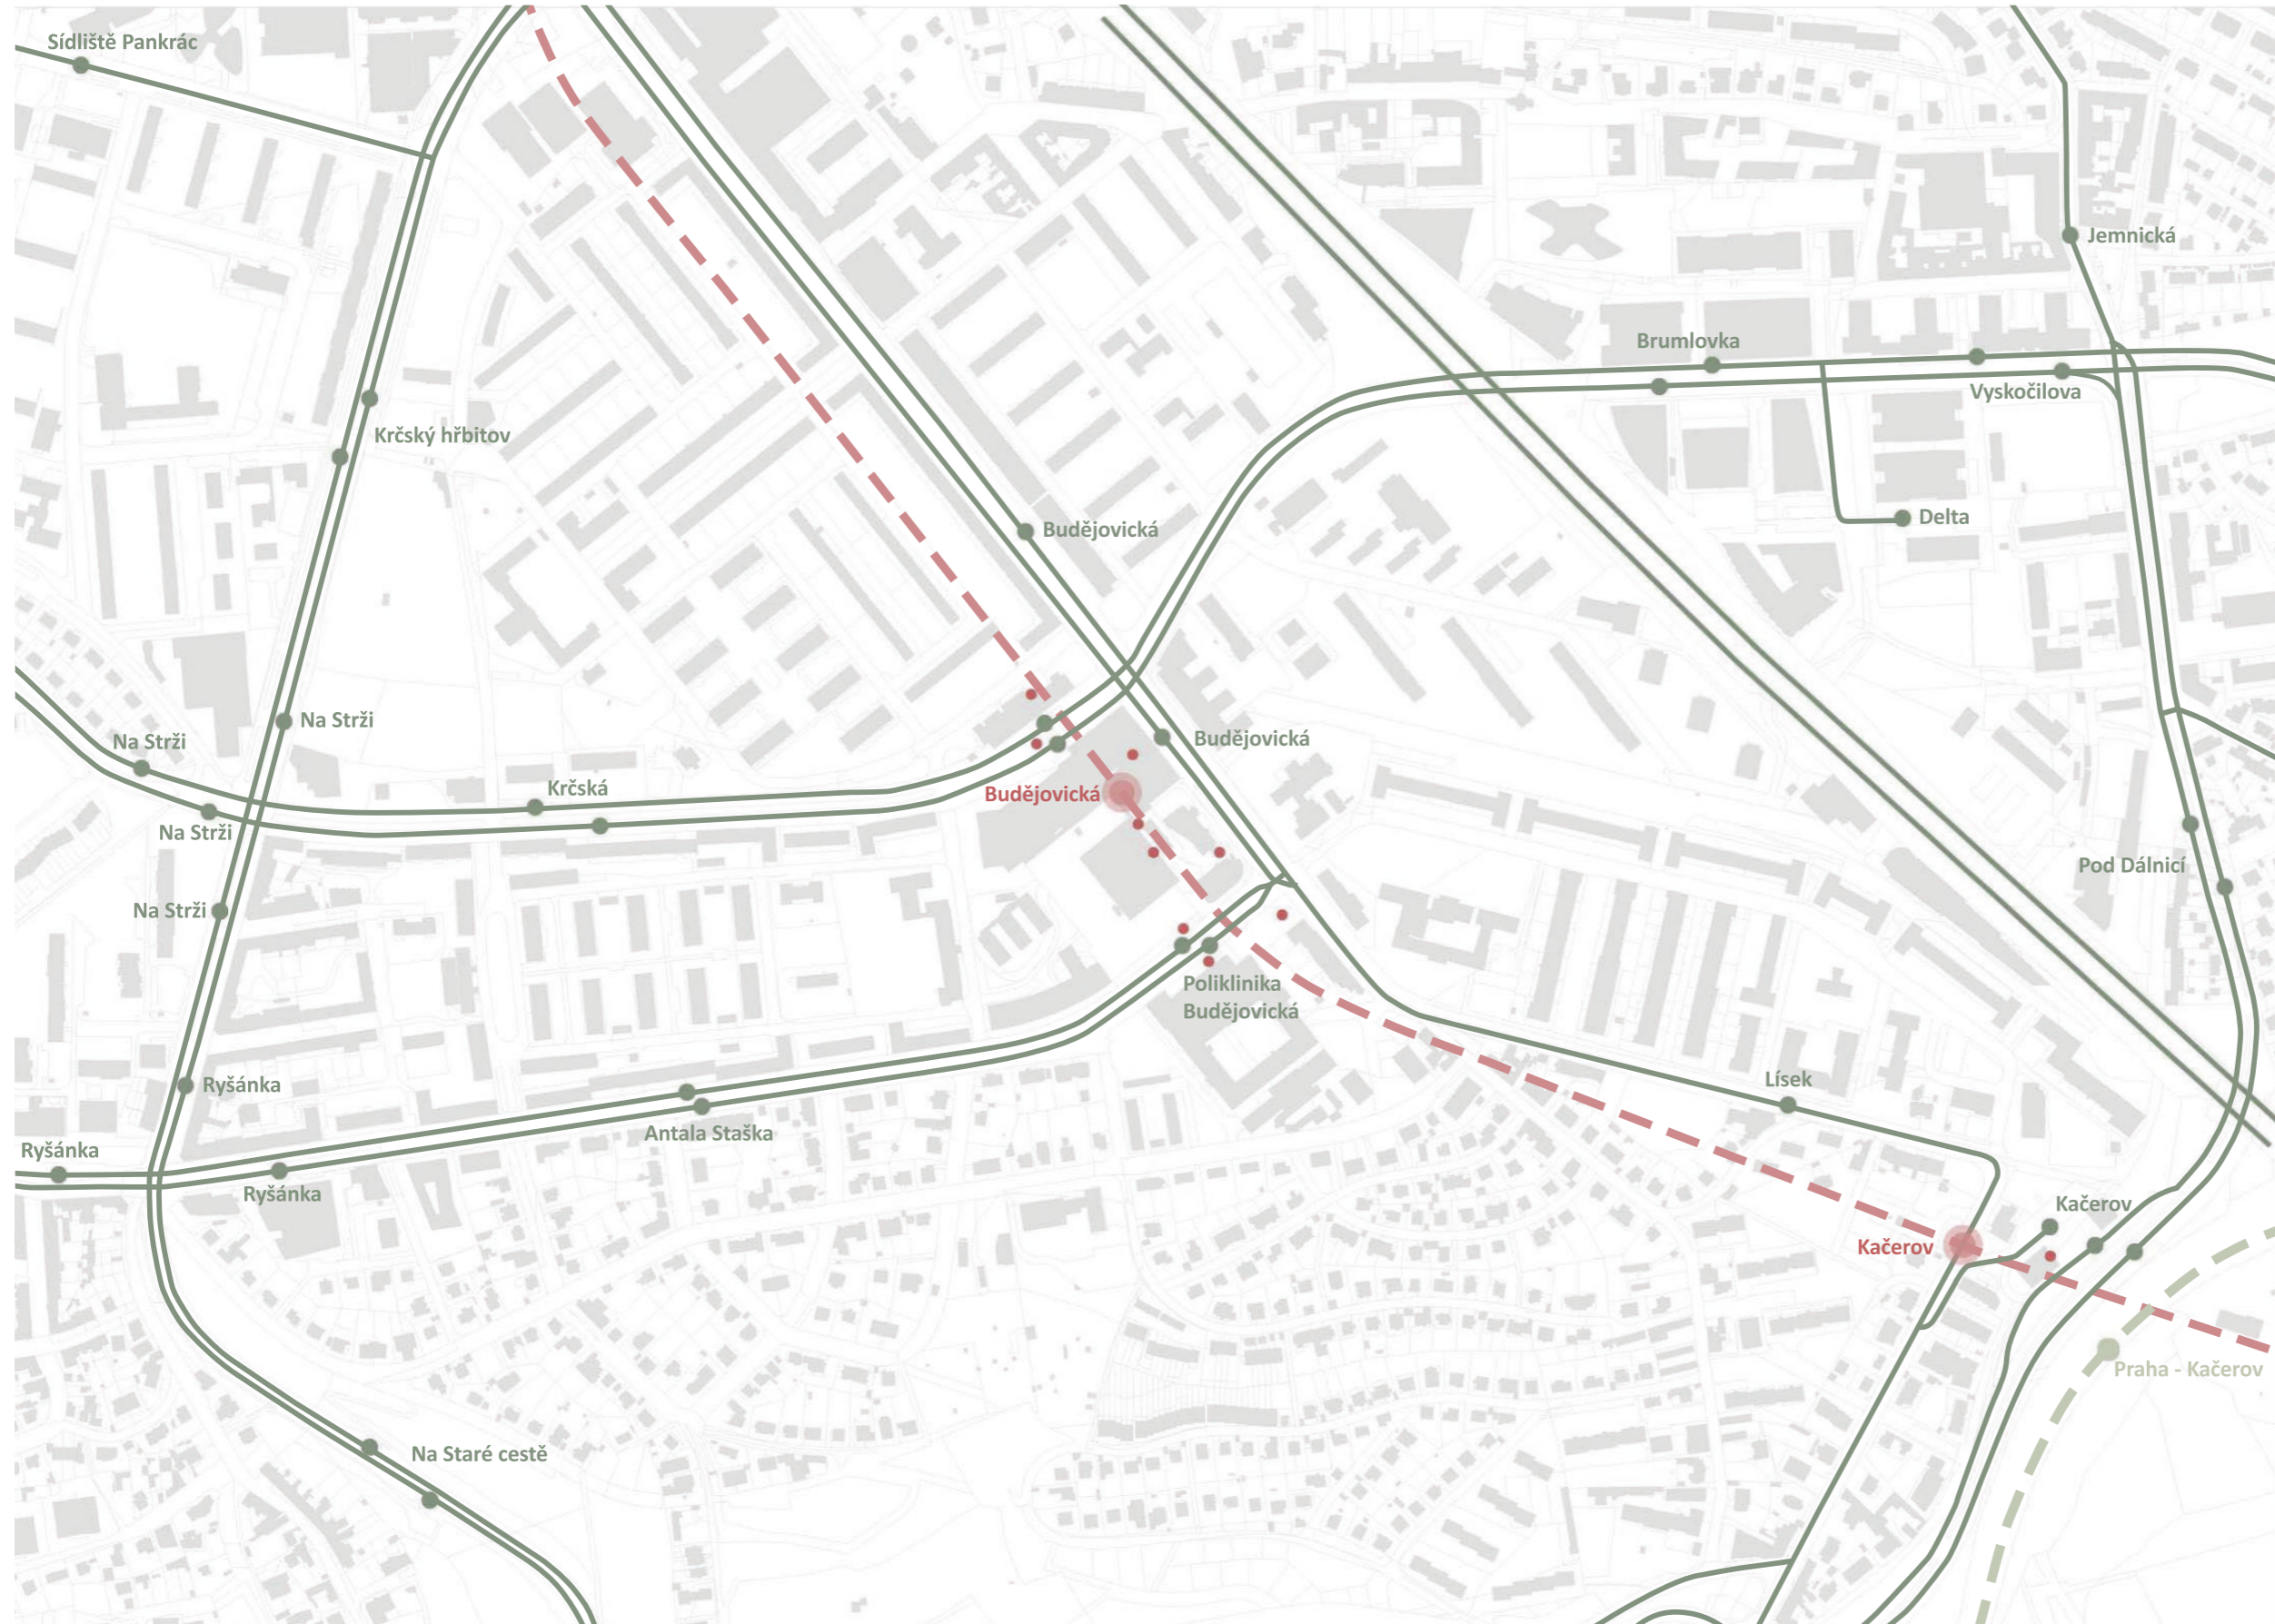 Sídliště Pankrác
Jemnická
Brumlovka
Vyskočilova
Krčský hřbitov
Delta
Budějovická
Na Strži
Na Strži
Budějovická
Krčská
Budějovická
Na Strži
Pod Dálnicí
Na Strži
Poliklinika
Budějovická
Lísek
Ryšánka
Antala Staška
Ryšánka
Ryšánka
Kačerov
Kačerov
Praha - Kačerov
Na Staré cestě